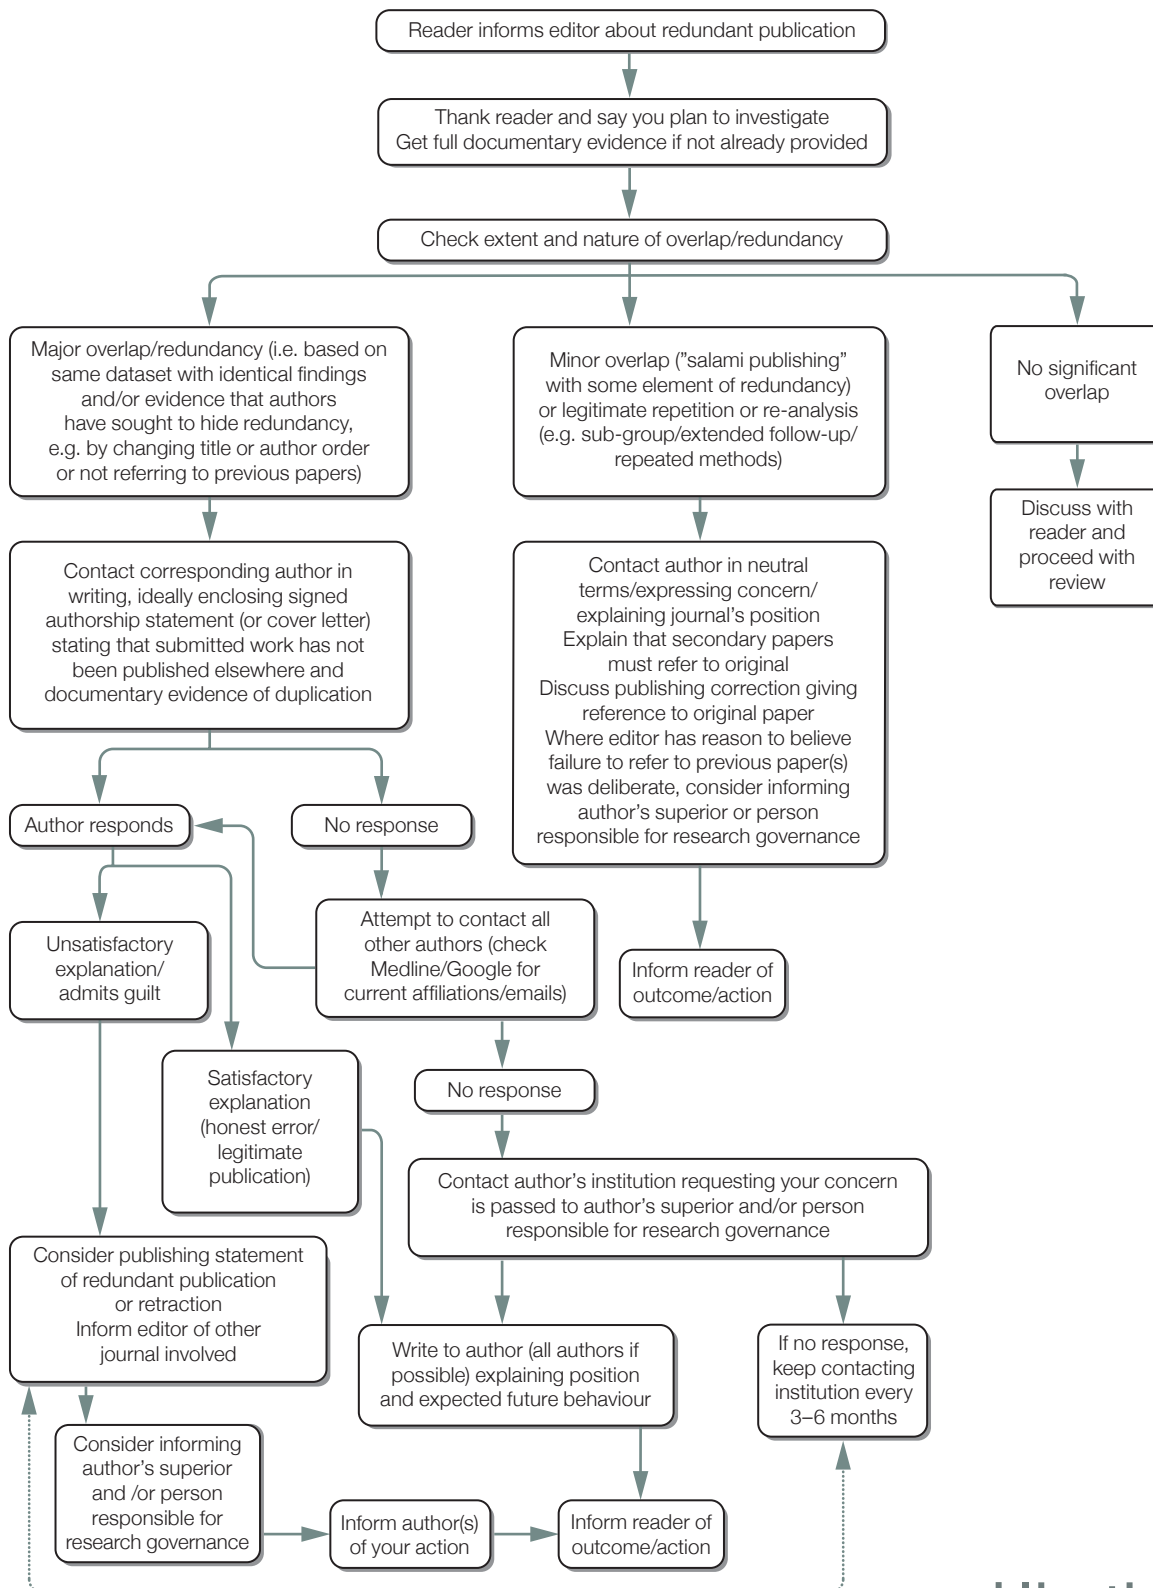 Reader informs editor about redundant publication
Thank reader and say you plan to investigate
Get full documentary evidence if not already provided
Check extent and nature of overlap/redundancy
Major overlap/redundancy (i.e. based on
same dataset with identical findings
and/or evidence that authors
have sought to hide redundancy,
e.g. by changing title or author order
or not referring to previous papers)
Minor overlap ("salami publishing"
with some element of redundancy)
or legitimate repetition or re-analysis
(e.g. sub-group/extended follow-up/
repeated methods)
No significant
overlap
Discuss with
reader and
proceed with
review
Contact corresponding author in
writing, ideally enclosing signed
authorship statement (or cover letter)
stating that submitted work has not
been published elsewhere and
documentary evidence of duplication
Contact author in neutral
terms/expressing concern/
explaining journal's position
Explain that secondary papers
must refer to original
Discuss publishing correction giving
reference to original paper
Where editor has reason to believe
failure to refer to previous paper(s)
was deliberate, consider informing
author's superior or person
responsible for research governance
Author responds
No response
Attempt to contact all
other authors (check
Medline/Google for
current affiliations/emails)
Unsatisfactory
explanation/
admits guilt
Inform reader of
outcome/action
Satisfactory
explanation
(honest error/
legitimate
publication)
No response
Contact author's institution requesting your concern
is passed to author's superior and/or person
responsible for research governance
Consider publishing statement
of redundant publication
or retraction
Inform editor of other
journal involved
Write to author (all authors if
possible) explaining position
and expected future behaviour
If no response,
keep contacting
institution every
3–6 months
Consider informing
author's superior
and /or person
responsible for
research governance
Inform author(s)
of your action
Inform reader of
outcome/action